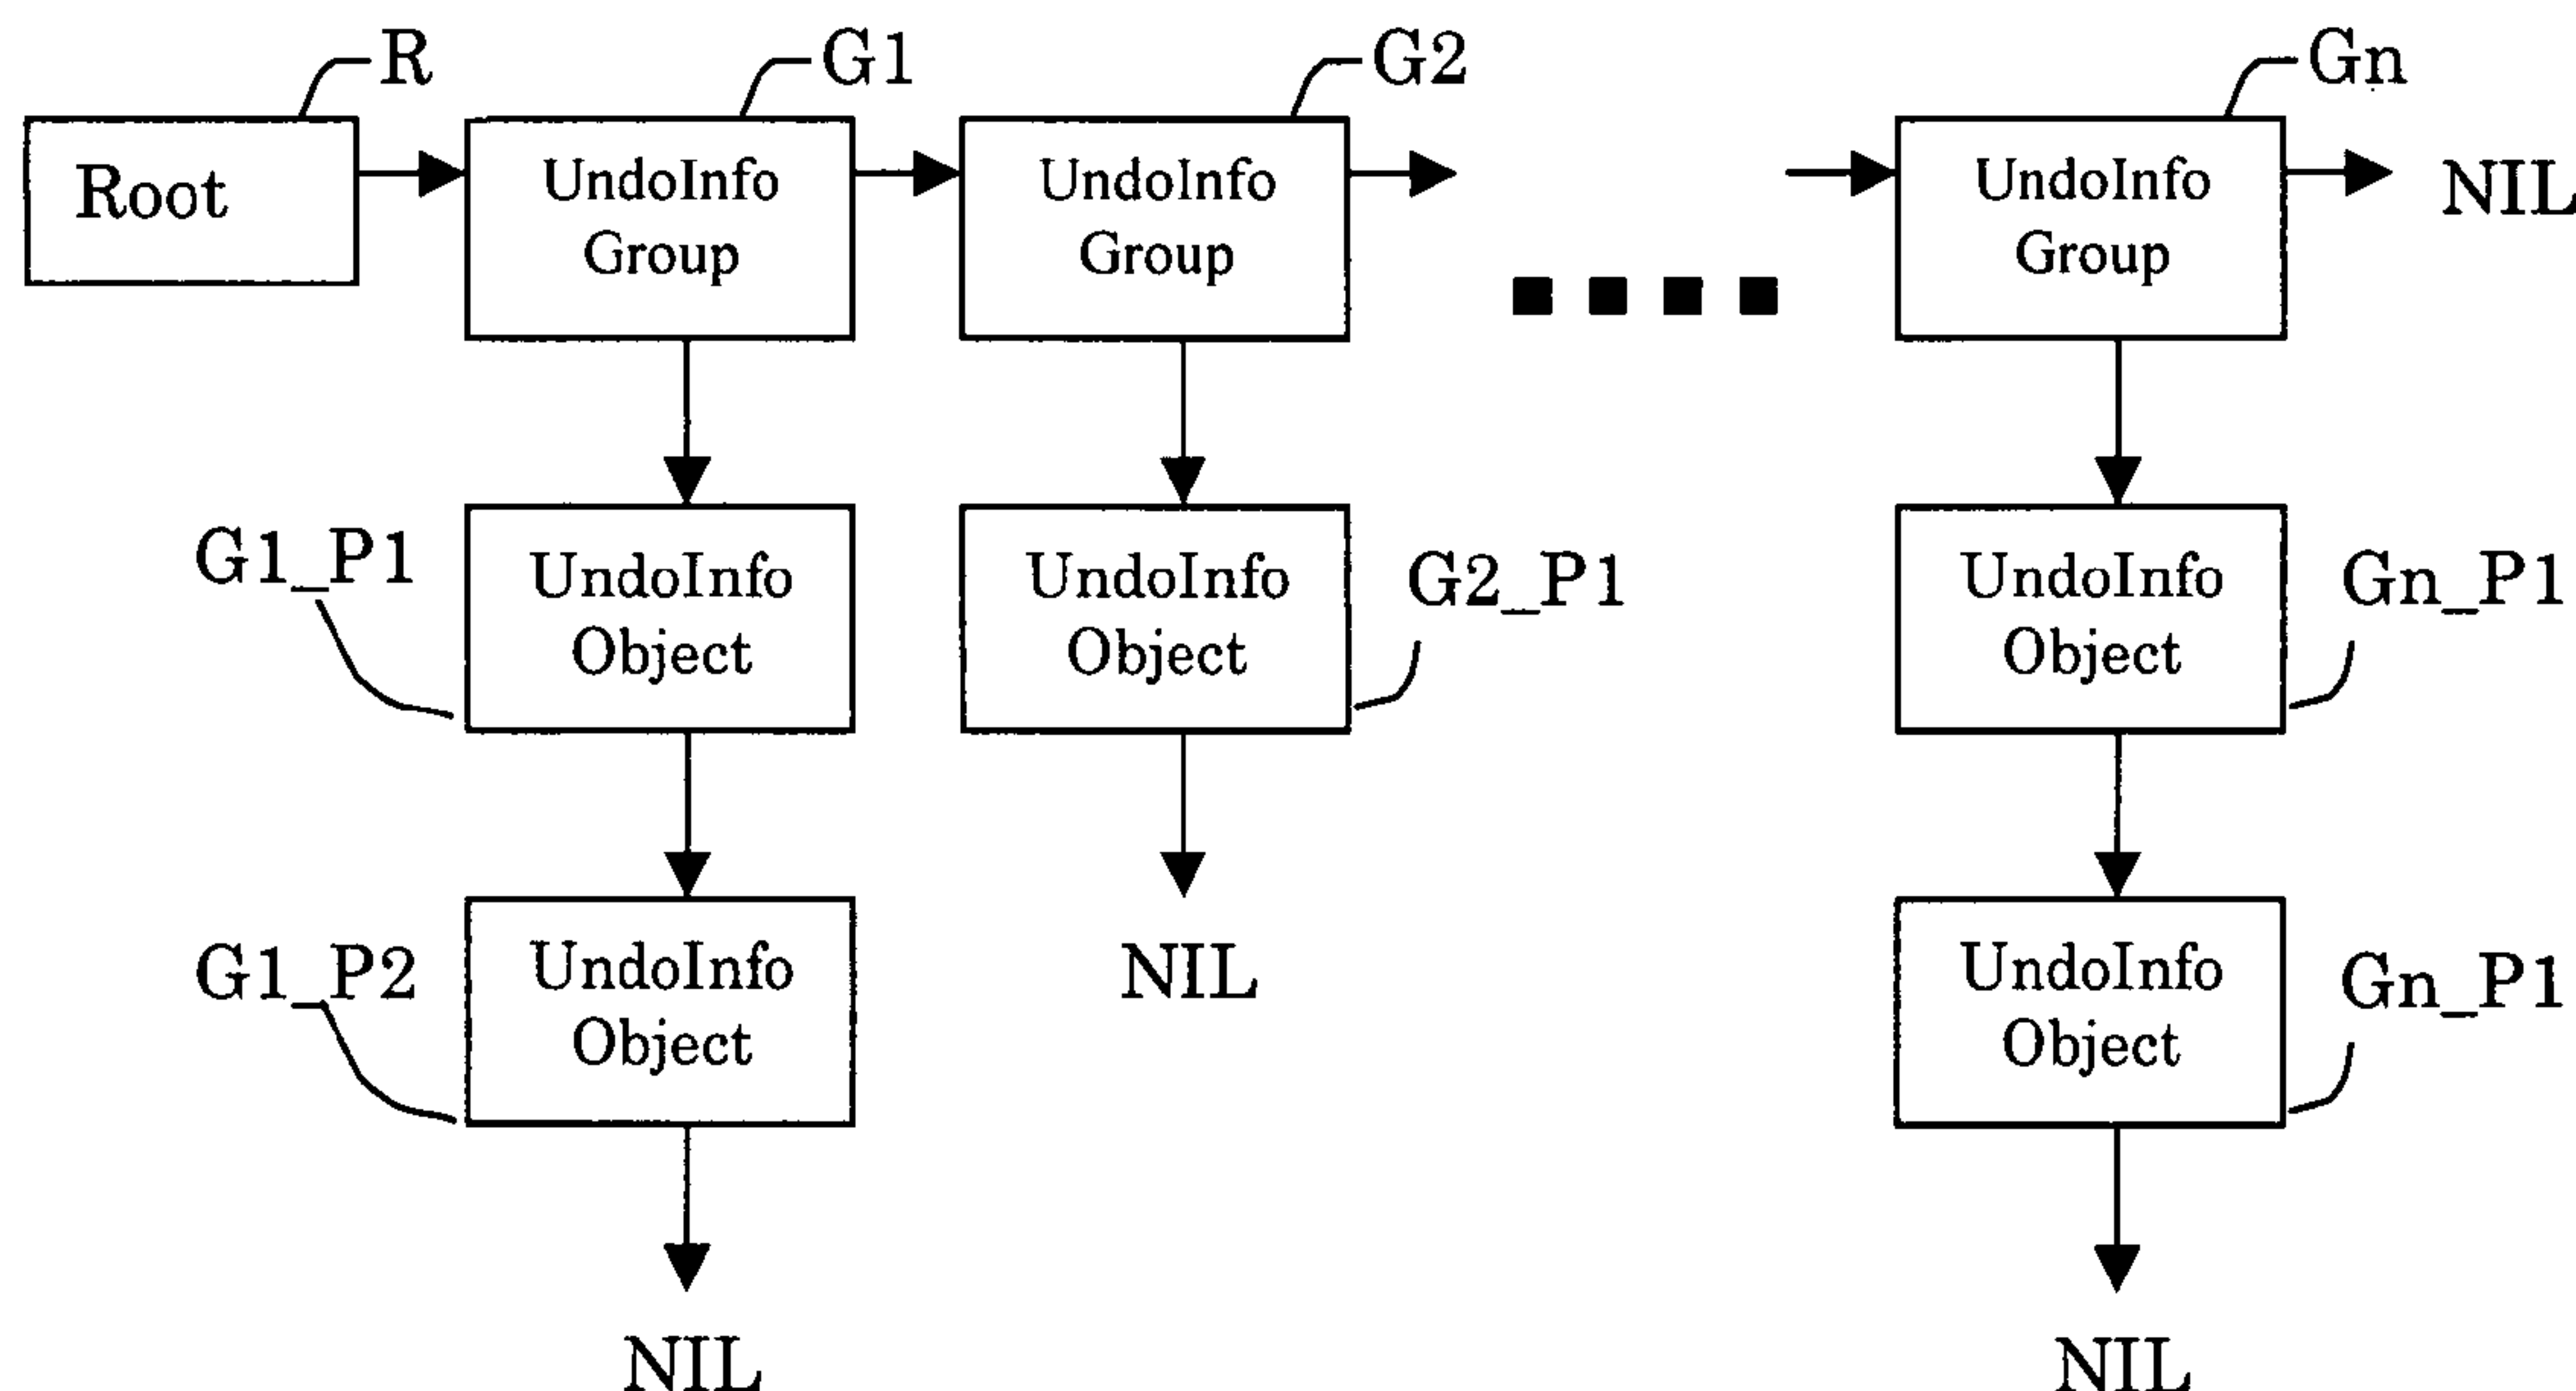 R
G1
G2
Gn
Root
UndoInfo
Group
UndoInfo
Group
UndoInfo
Group
NIL
G1_P1
UndoInfo
Object
UndoInfo
Object
G2_P1
UndoInfo
Object
Gn_P1
G1_P2
UndoInfo
Object
NIL
UndoInfo
Object
Gn_P1
NIL
NIL